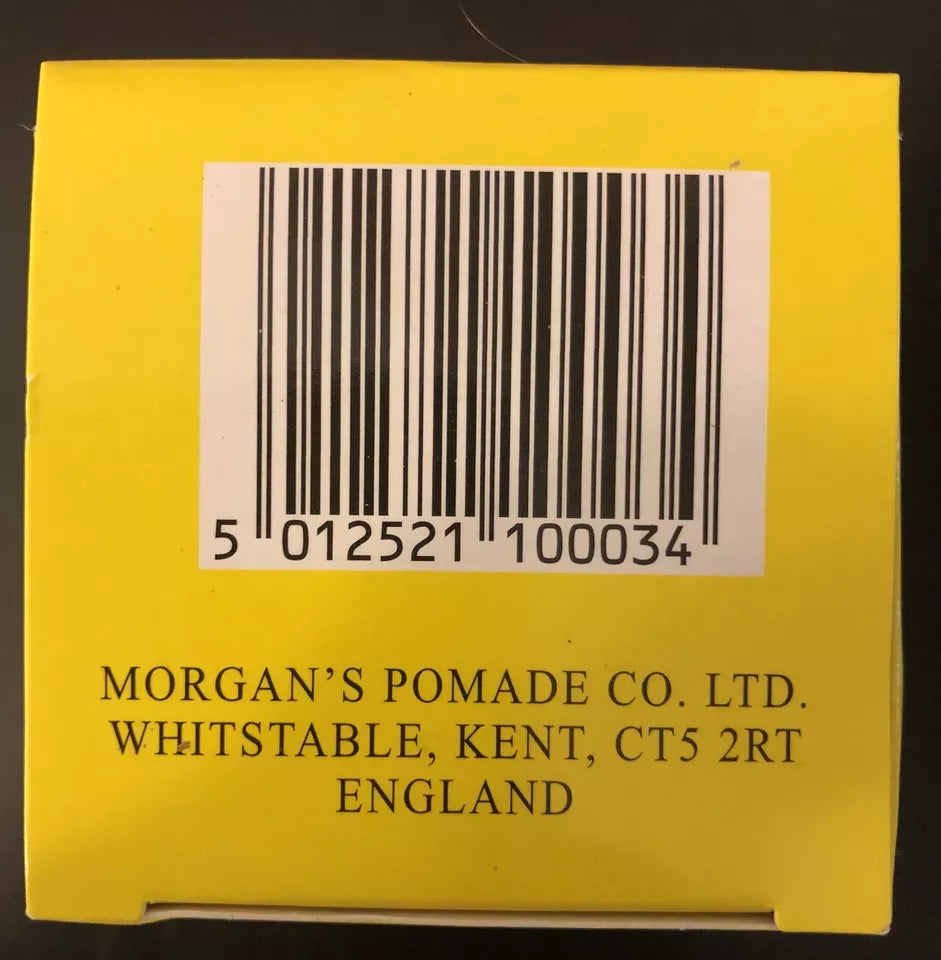 5 012521 100034
MORGAN'S POMADE CO. LTD.
WHITSTABLE, KENT, CT5 2RT
ENGLAND